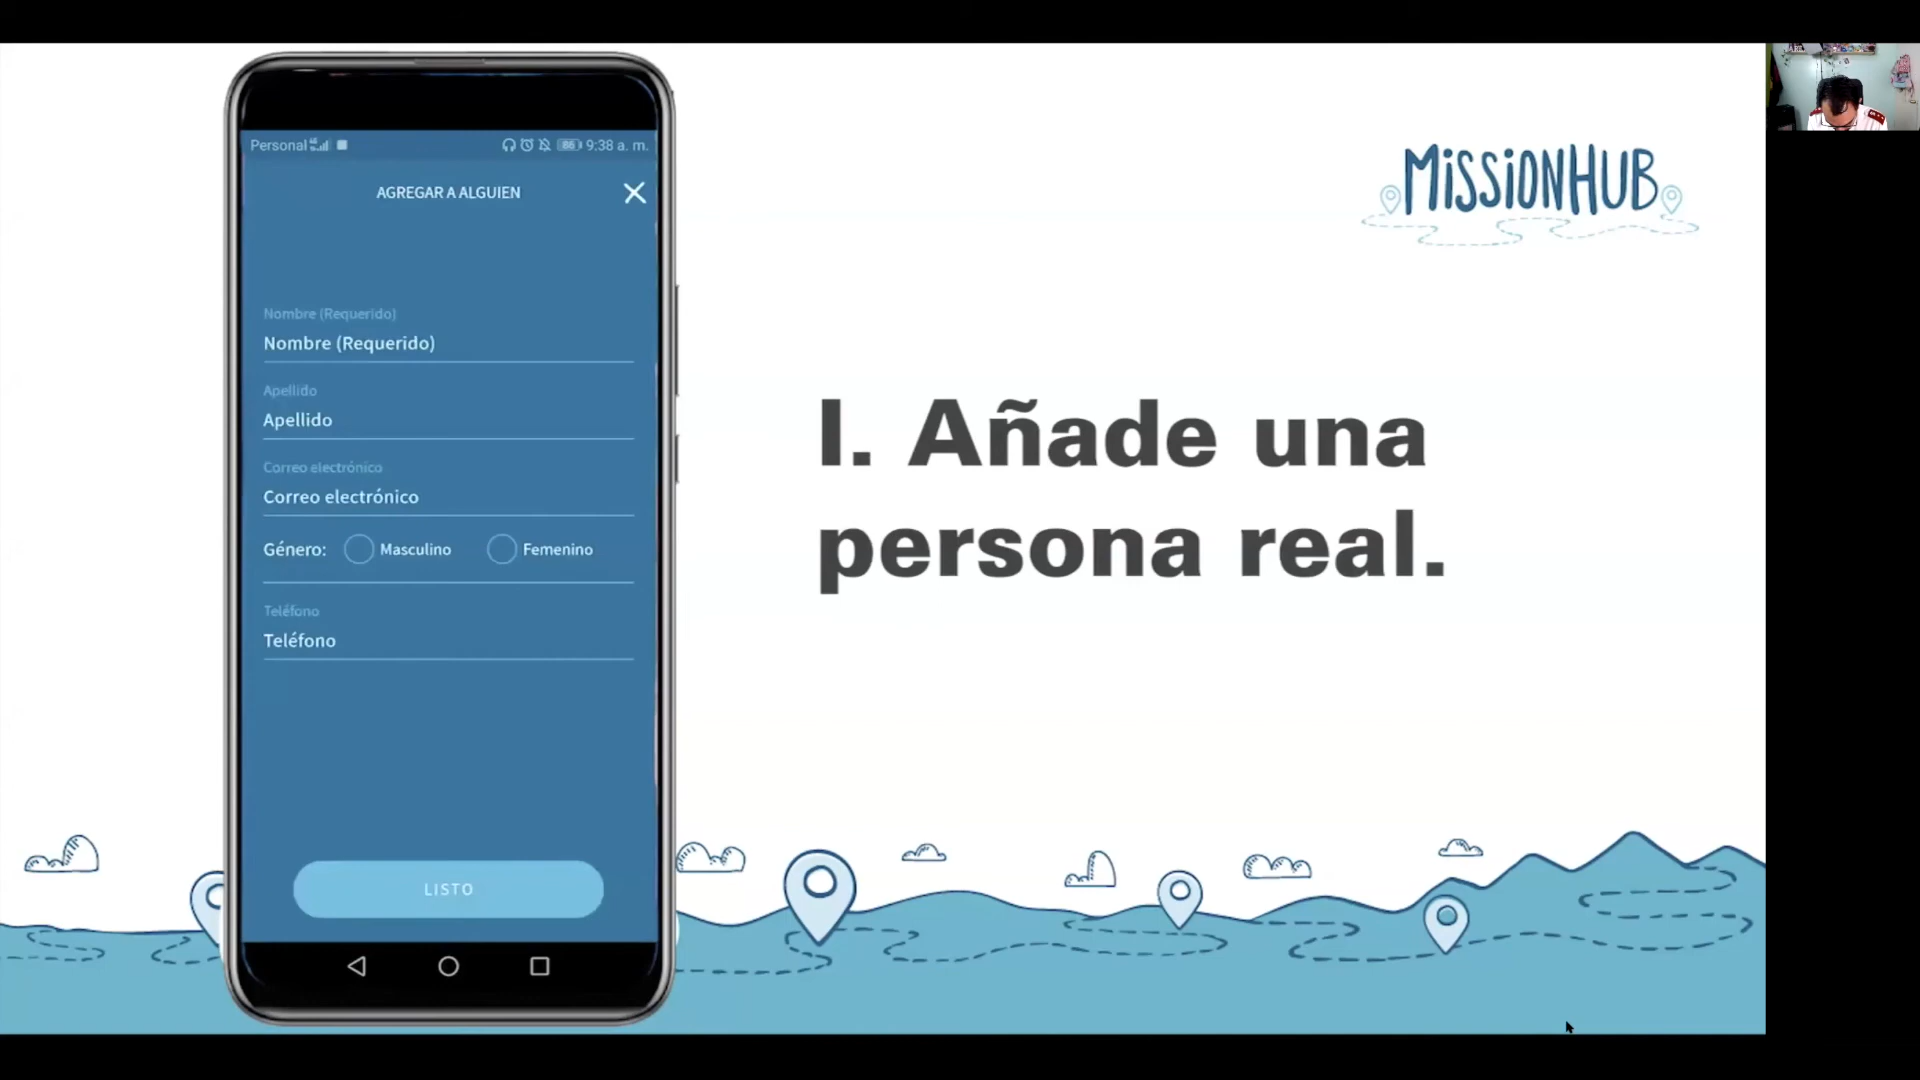 Personal
86
9:38 a. m.
AGREGAR A ALGUIEN
Nombre (Requerido)
Nombre (Requerido)
Apellido
Apellido
Correo electrónico
Correo electrónico
Género:
Masculino
Femenino
Teléfono
Teléfono
LISTO
MissionHub
I. Añade una
persona real.